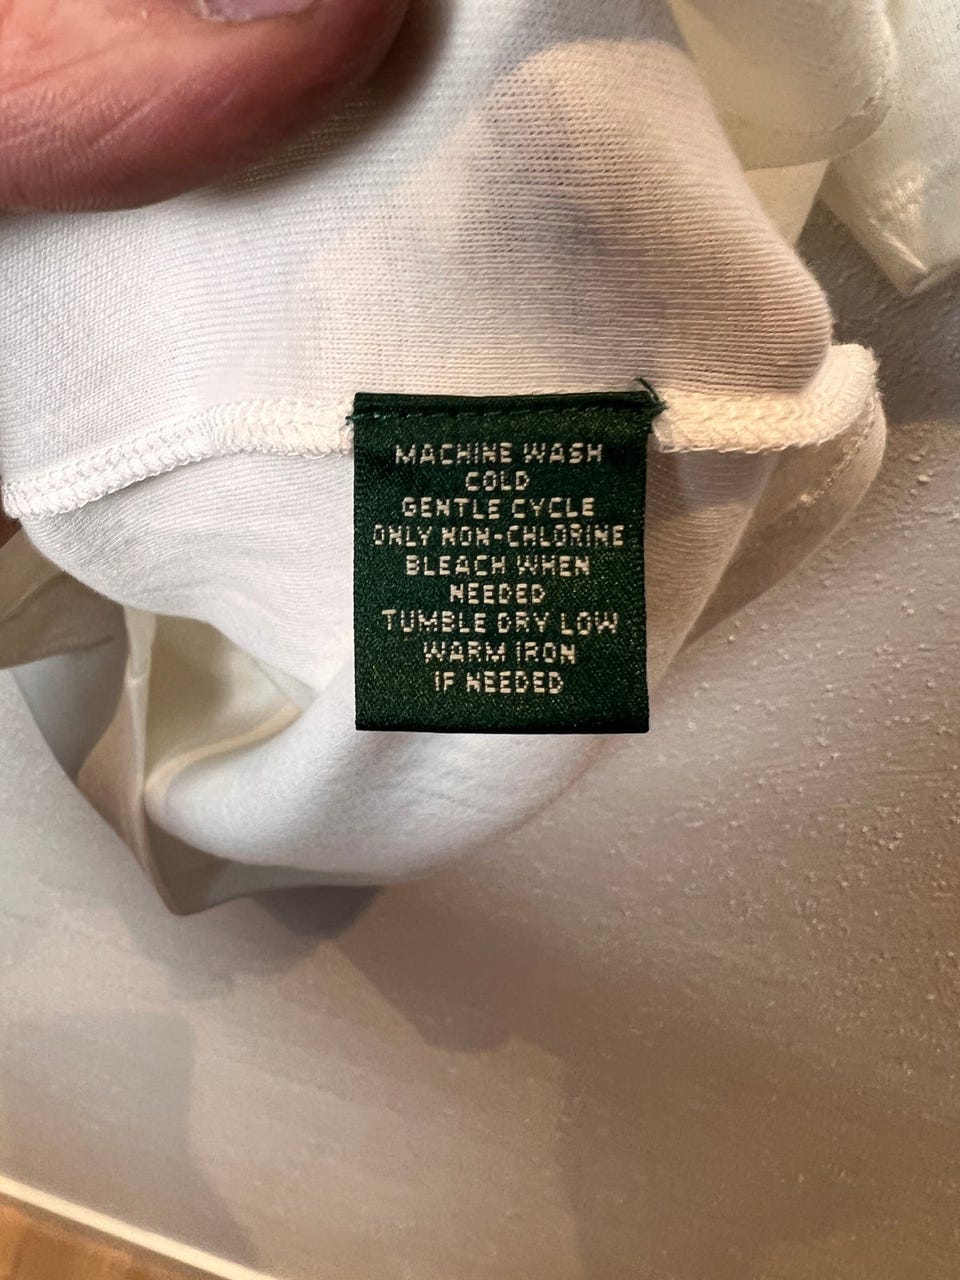 MACHINE WASH
COLD
GENTLE CYCLE
ONLY NON-CHLORINE
BLEACH WHEN
NEEDED
TUMBLE DRY LOW
WARM IRON
IF NEEDED